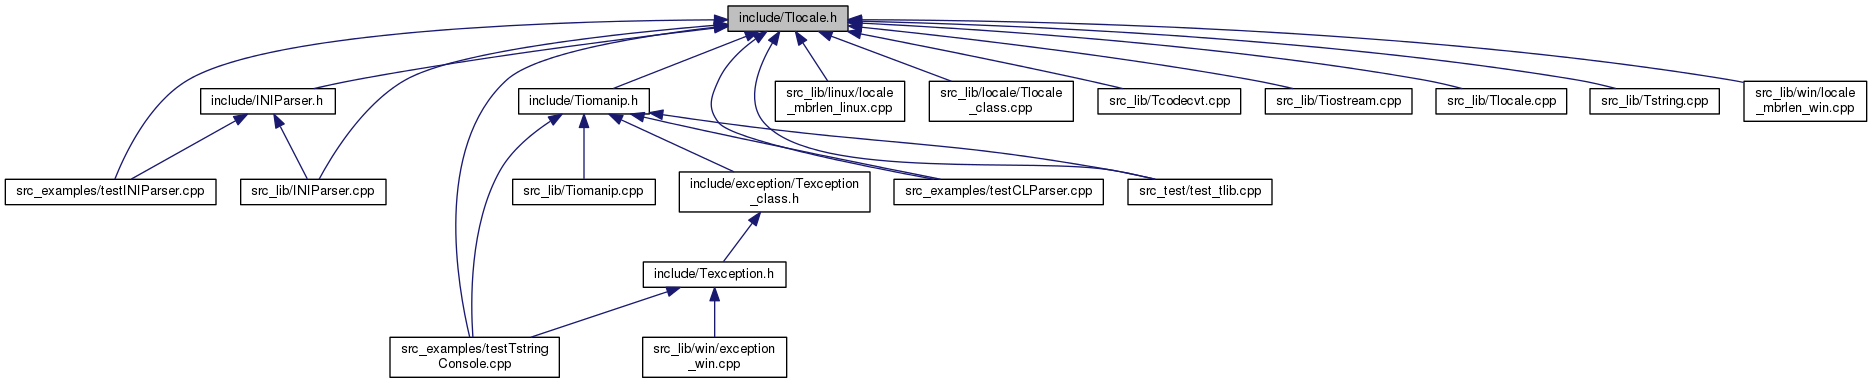 include/Tlocale.h
include/INIParser.h
include/Tiomanip.h
src_lib/linux/locale
_mbrlen_linux.cpp
src_lib/locale/Tlocale
_class.cpp
src_lib/Tcodecvt.cpp
src_lib/Tiostream.cpp
src_lib/Tlocale.cpp
src_lib/Tstring.cpp
src_lib/win/locale
_mbrlen_win.cpp
src_examples/testINIParser.cpp
src_lib/INIParser.cpp
src_lib/Tiomanip.cpp
include/exception/Texception
_class.h
src_examples/testCLParser.cpp
src_test/test_tlib.cpp
include/Texception.h
src_examples/testTstring
Console.cpp
src_lib/win/exception
_win.cpp